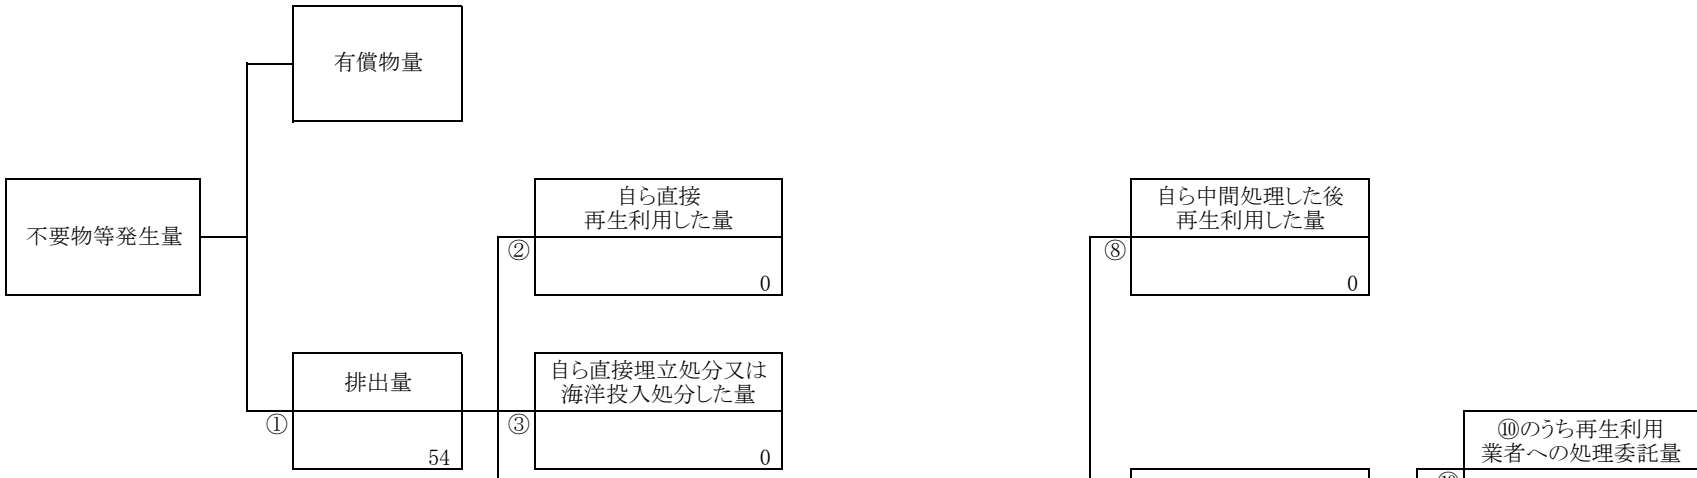 有償物量
不要物等発生量
自ら直接
再生利用した量
②
0
自ら中間処理した後
再生利用した量
⑧
0
排出量
①
54
自ら直接埋立処分又は
海洋投入処分した量
③
0
⑩のうち再生利用
業者への処理委託量